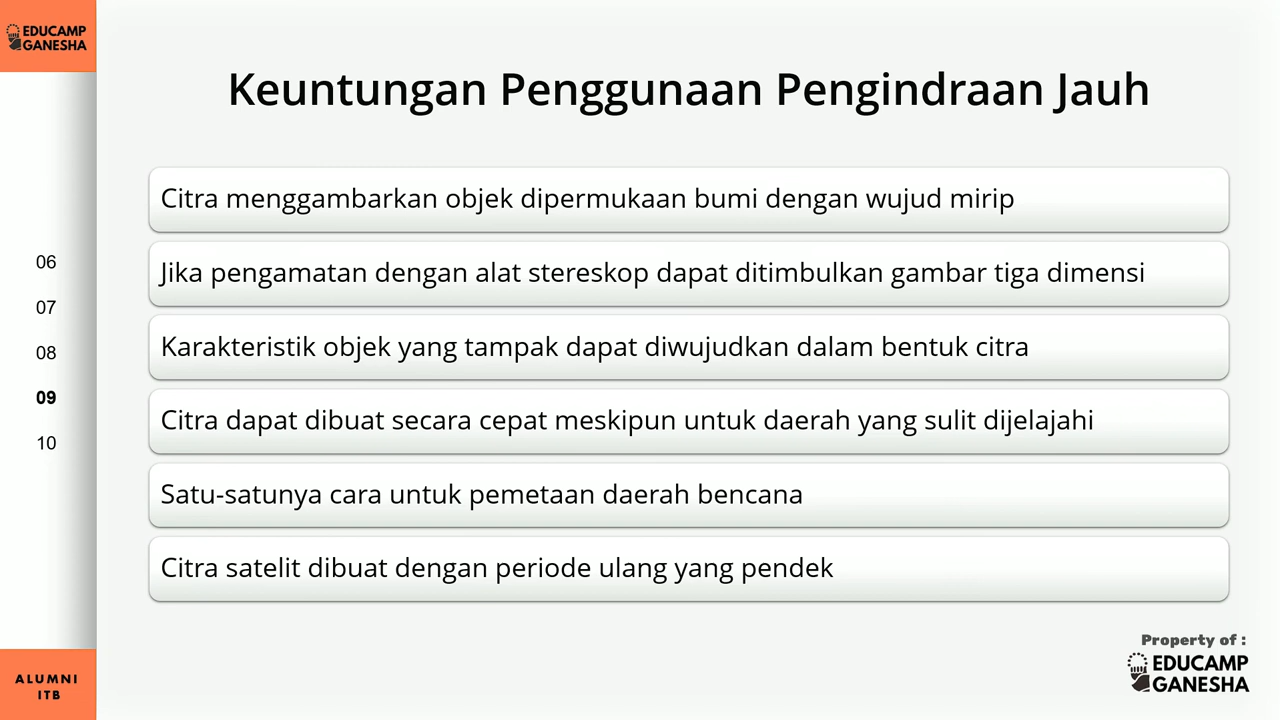 EDUCAMP
GANESHA
Keuntungan Penggunaan Pengindraan Jauh
Citra menggambarkan objek dipermukaan bumi dengan wujud mirip
Jika pengamatan dengan alat stereskop dapat ditimbulkan gambar tiga dimensi
Karakteristik objek yang tampak dapat diwujudkan dalam bentuk citra
Citra dapat dibuat secara cepat meskipun untuk daerah yang sulit dijelajahi
Satu-satunya cara untuk pemetaan daerah bencana
Citra satelit dibuat dengan periode ulang yang pendek
06
07
08
09
10
ALUMNI
ITB
Property of :
EDUCAMP
GANESHA